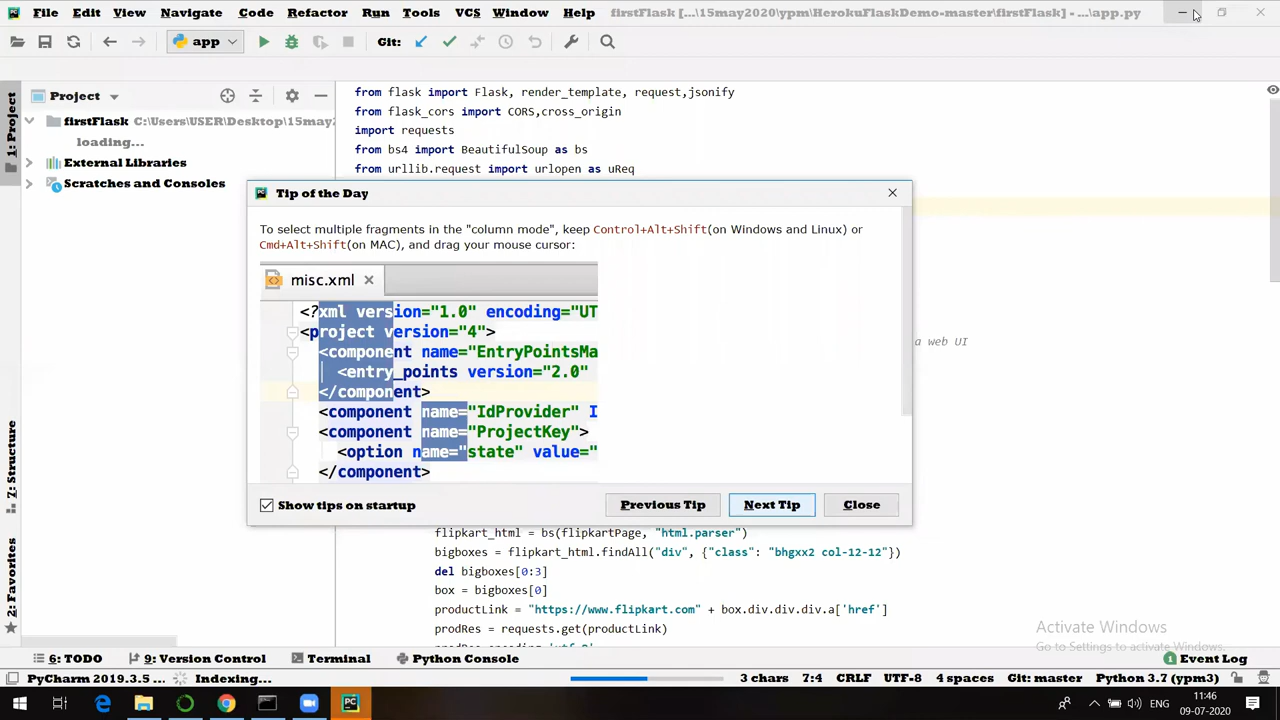 File Edit View Navigate Code Refactor Run Tools VCS Window Help firstFlask [...\15may2020\ypm\HerokuFlaskDemo-master\firstFlask] - ...\app.py
app Git:
Project
from flask import Flask, render_template, request,jsonify
firstFlask C:\Users\USER\Desktop\15may2
from flask_cors import CORS,cross_origin
loading...
import requests
External Libraries
from bs4 import BeautifulSoup as bs
Scratches and Consoles
from urllib.request import urlopen as uReq
1: Project
7: Structure
2: Favorites
Tip of the Day
To select multiple fragments in the "column mode", keep Control+Alt+Shift(on Windows and Linux) or
Cmd+Alt+Shift(on MAC), and drag your mouse cursor:
misc.xml
<?xml version="1.0" encoding="UT
<project version="4">
<component name="EntryPointsMa
<entry_points version="2.0"
</component>
<component name="IdProvider" I
<component name="ProjectKey">
<option name="state" value="
</component>
Show tips on startup Previous Tip Next Tip Close
a web UI
flipkart_html = bs(flipkartPage, "html.parser")
bigboxes = flipkart_html.findAll("div", {"class": "bhgxx2 col-12-12"})
del bigboxes[0:3]
box = bigboxes[0]
productLink = "https://www.flipkart.com" + box.div.div.div.a['href']
prodRes = requests.get(productLink)
Activate Windows
Go to Settings to activate Windows.
6: TODO 9: Version Control Terminal Python Console 1 Event Log
PyCharm 2019.3.5 ... Indexing... 3 chars 7:4 CRLF UTF-8 4 spaces Git: master Python 3.7 (ypm3)
ENG 11:46
09-07-2020